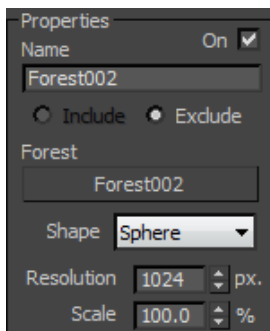 Properties
Name
On
Forest002
Include
Exclude
Forest
Forest002
Shape Sphere
Resolution 1024 px.
Scale 100.0 %